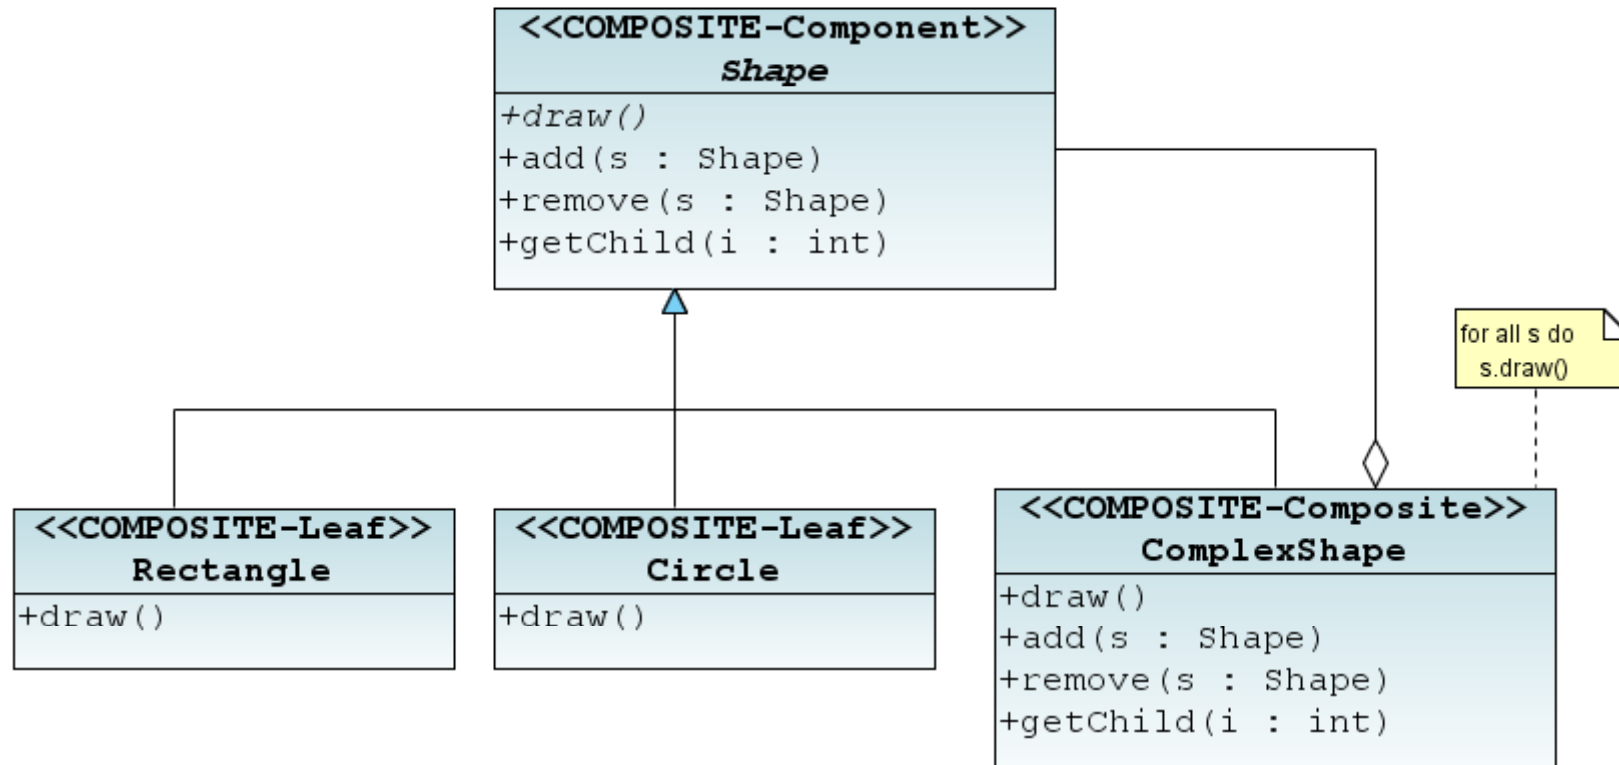 <<COMPOSITE-Component>>
Shape
+draw()
+add(s : Shape)
+remove(s : Shape)
+getChild(i : int)
for all s do
s.draw()
<<COMPOSITE-Leaf>>
Rectangle
+draw()
<<COMPOSITE-Leaf>>
Circle
+draw()
<<COMPOSITE-Composite>>
ComplexShape
+draw()
+add(s : Shape)
+remove(s : Shape)
+getChild(i : int)